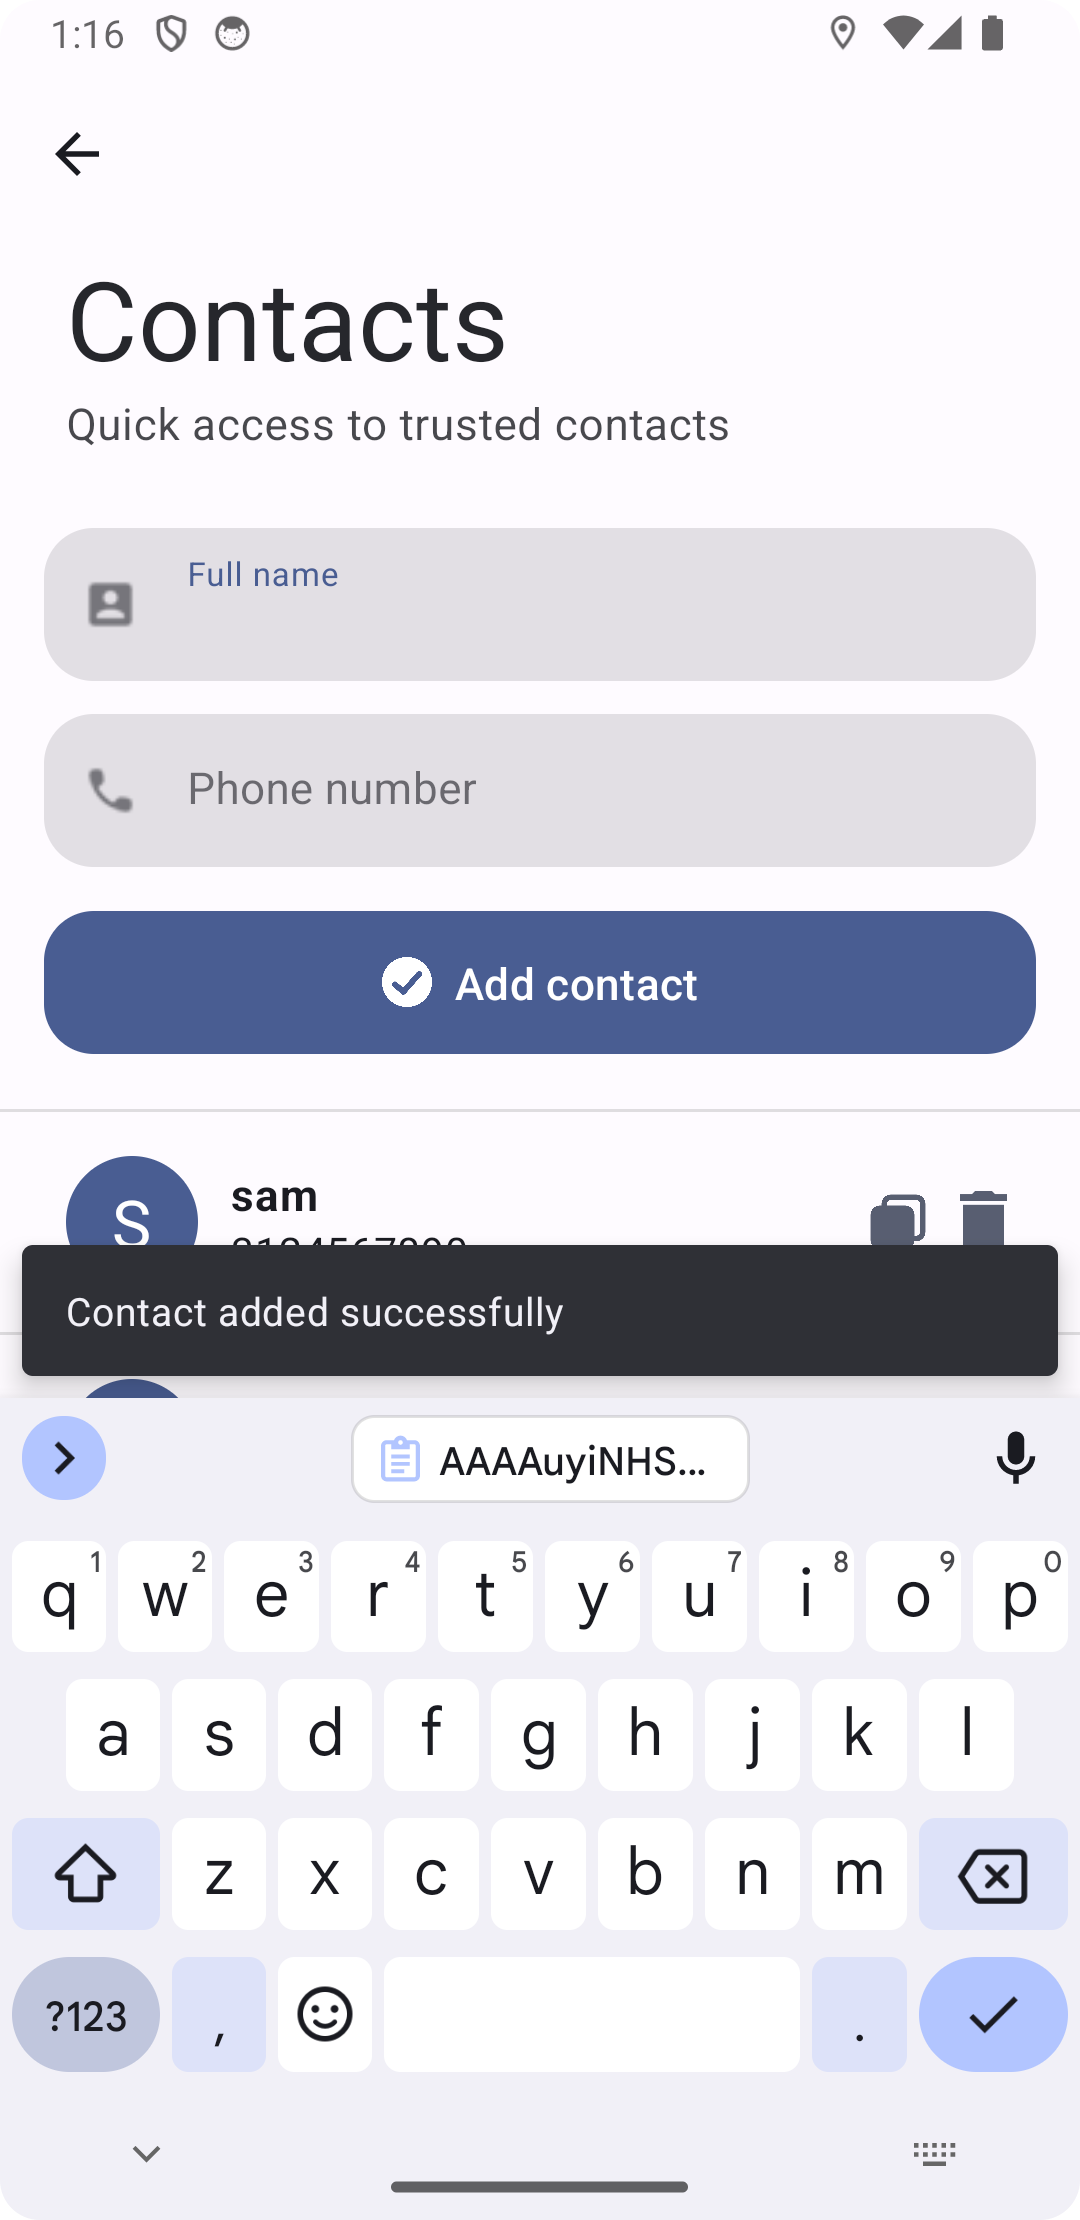 1:16
Contacts
Quick access to trusted contacts
Full name
Phone number
Add contact
S
sam
Contact added successfully
AAAAuyiNHS...
q1 w2 e3 r4 t5 y6 u7 i8 o9 p0
a s d f g h j k l
z x c v b n m
?123 , .